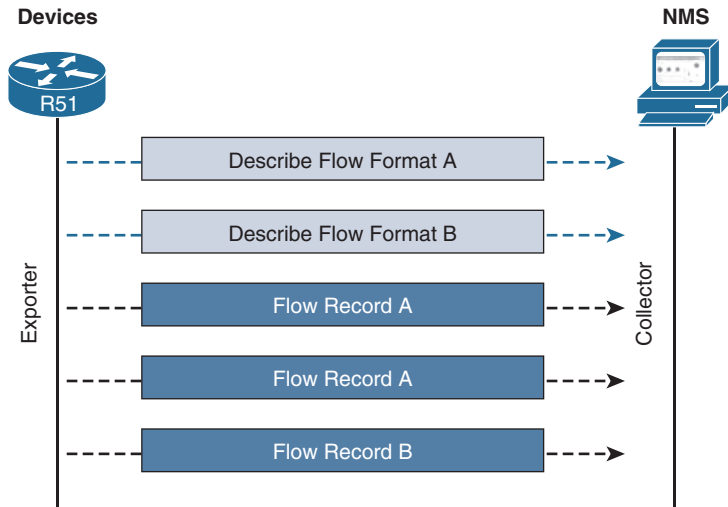 Devices
NMS
R51
Describe Flow Format A
Describe Flow Format B
Exporter
Collector
Flow Record A
Flow Record A
Flow Record B